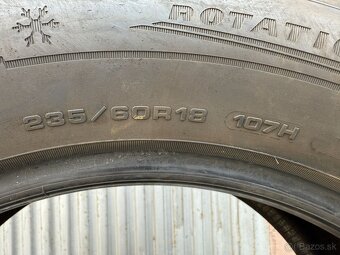 ROTATIO
235/60R18 107H
Bazos.sk